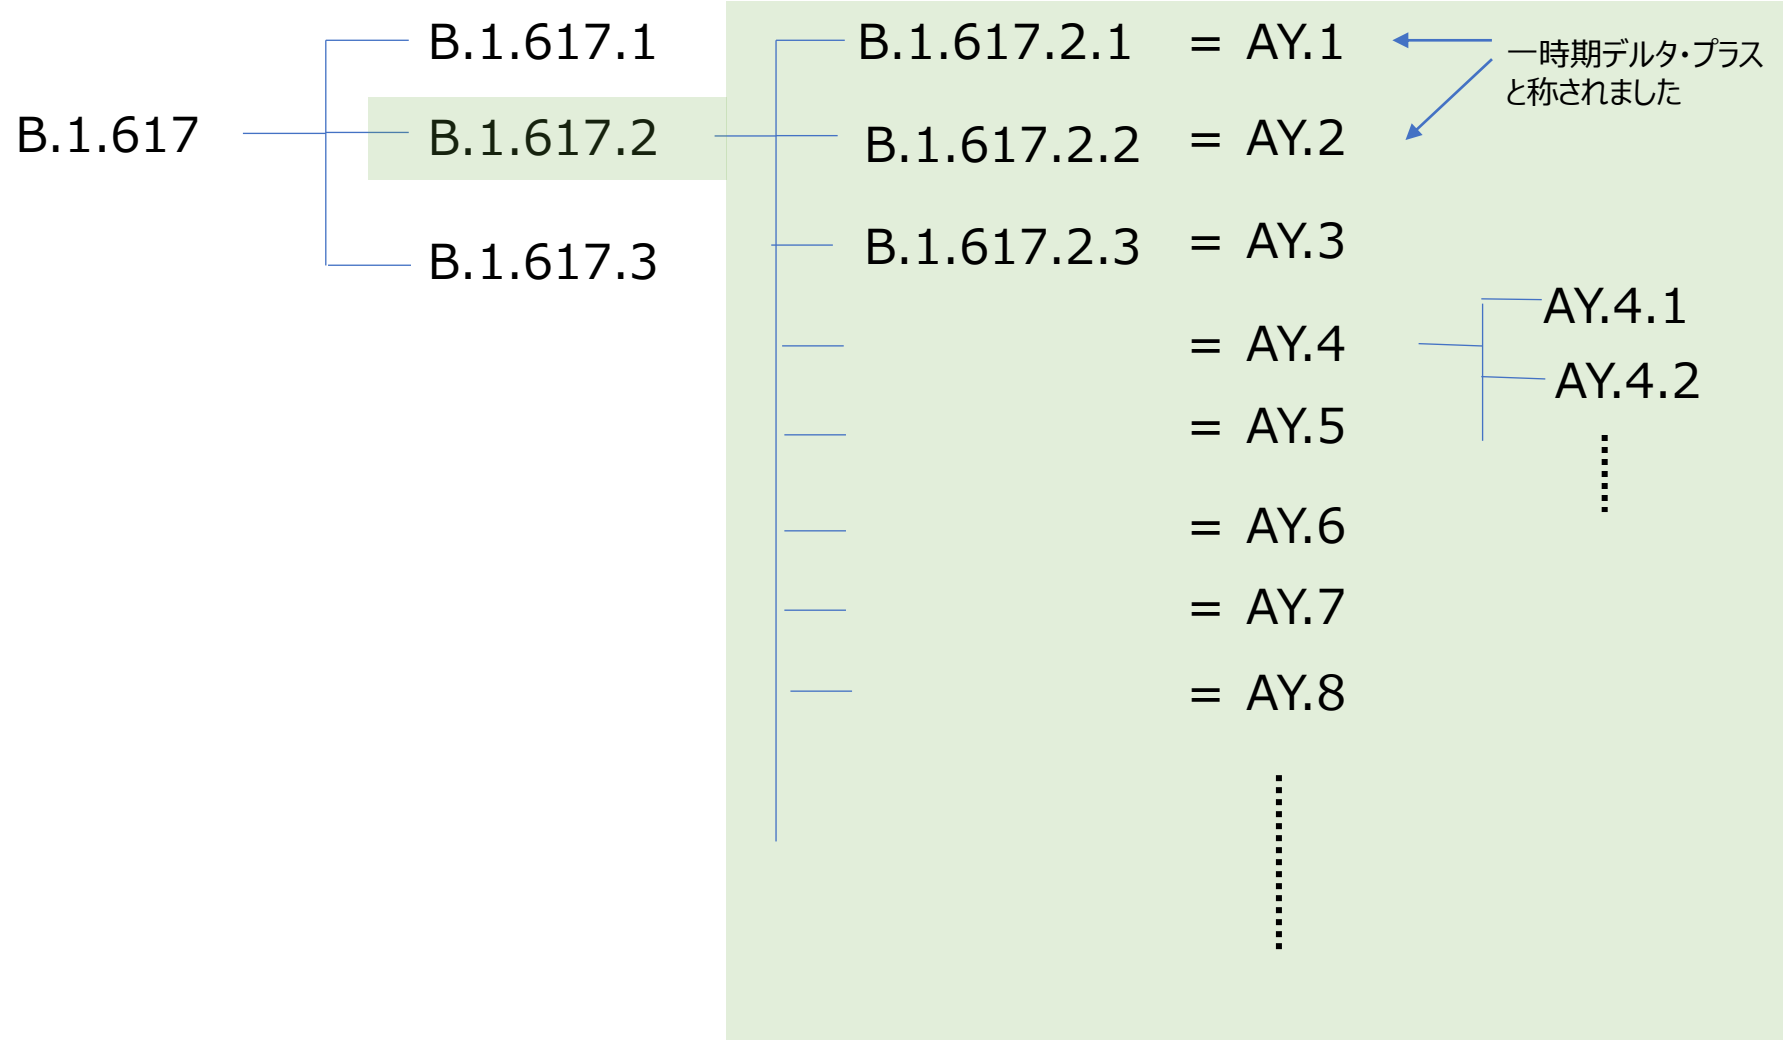 B.1.617
B.1.617.1
B.1.617.2
B.1.617.3
B.1.617.2.1 = AY.1
B.1.617.2.2 = AY.2
B.1.617.2.3 = AY.3
= AY.4
= AY.5
= AY.6
= AY.7
= AY.8
一時期デルタ・プラス
と称されました
AY.4.1
AY.4.2